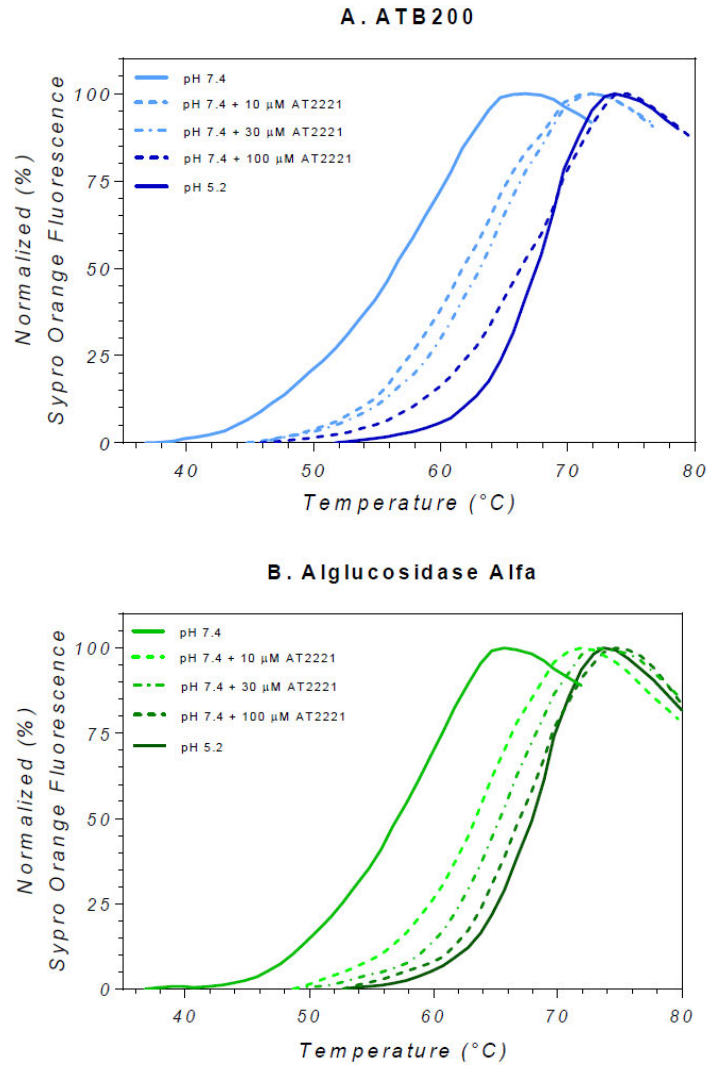 A. ATB200
Normalized (%)
Sypro Orange Fluorescence
100
75
50
25
0
pH 7.4
pH 7.4 + 10 μM AT2221
pH 7.4 + 30 μM AT2221
pH 7.4 + 100 μM AT2221
pH 5.2
40 50 60 70 80
Temperature (°C)
B. Alglucosidase Alfa
Normalized (%)
Sypro Orange Fluorescence
100
75
50
25
0
pH 7.4
pH 7.4 + 10 μM AT2221
pH 7.4 + 30 μM AT2221
pH 7.4 + 100 μM AT2221
pH 5.2
40 50 60 70 80
Temperature (°C)